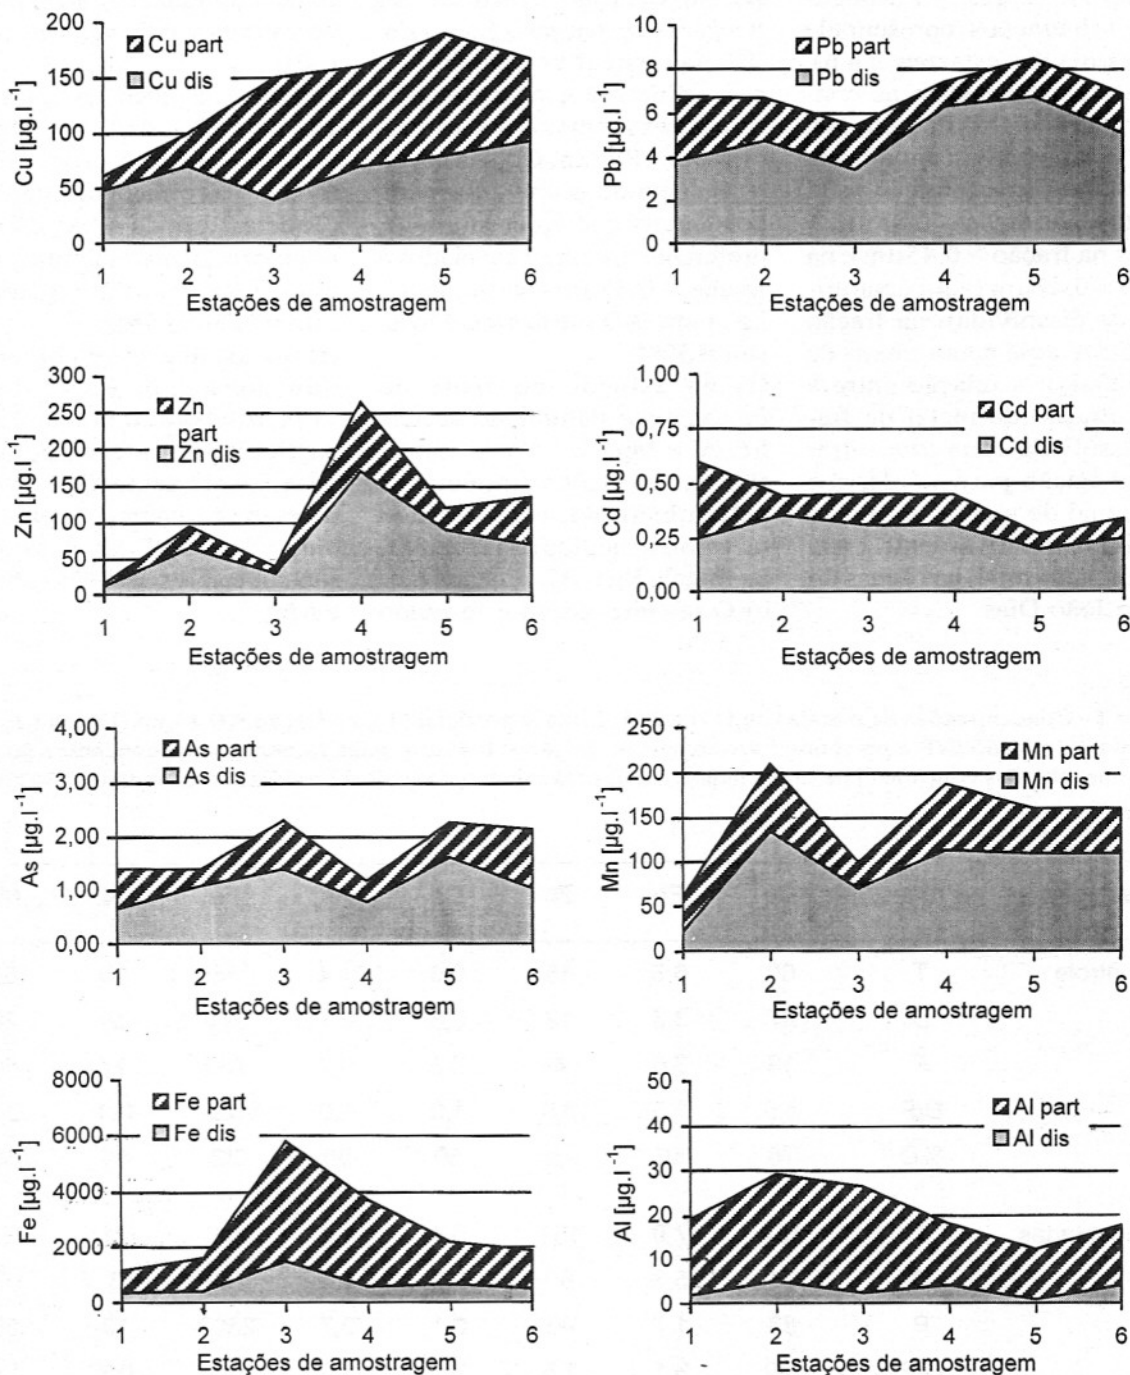 Cu [µg.l⁻¹]
200
150
100
50
0
Cu part
Cu dis
1 2 3 4 5 6
Estações de amostragem
Pb [µg.l⁻¹]
10
8
6
4
2
0
Pb part
Pb dis
1 2 3 4 5 6
Estações de amostragem
Zn [µg.l⁻¹]
300
250
200
150
100
50
0
Zn
part
Zn dis
1 2 3 4 5 6
Estações de amostragem
Cd [µg.l⁻¹]
1,00
0,75
0,50
0,25
0,00
Cd part
Cd dis
1 2 3 4 5 6
Estações de amostragem
As [µg.l⁻¹]
4,00
3,00
2,00
1,00
0,00
As part
As dis
1 2 3 4 5 6
Estações de amostragem
Mn [µg.l⁻¹]
250
200
150
100
50
0
Mn part
Mn dis
1 2 3 4 5 6
Estações de amostragem
Fe [µg.l⁻¹]
8000
6000
4000
2000
0
Fe part
Fe dis
1 2 3 4 5 6
Estações de amostragem
Al [µg.l⁻¹]
50
40
30
20
10
0
Al part
Al dis
1 2 3 4 5 6
Estações de amostragem